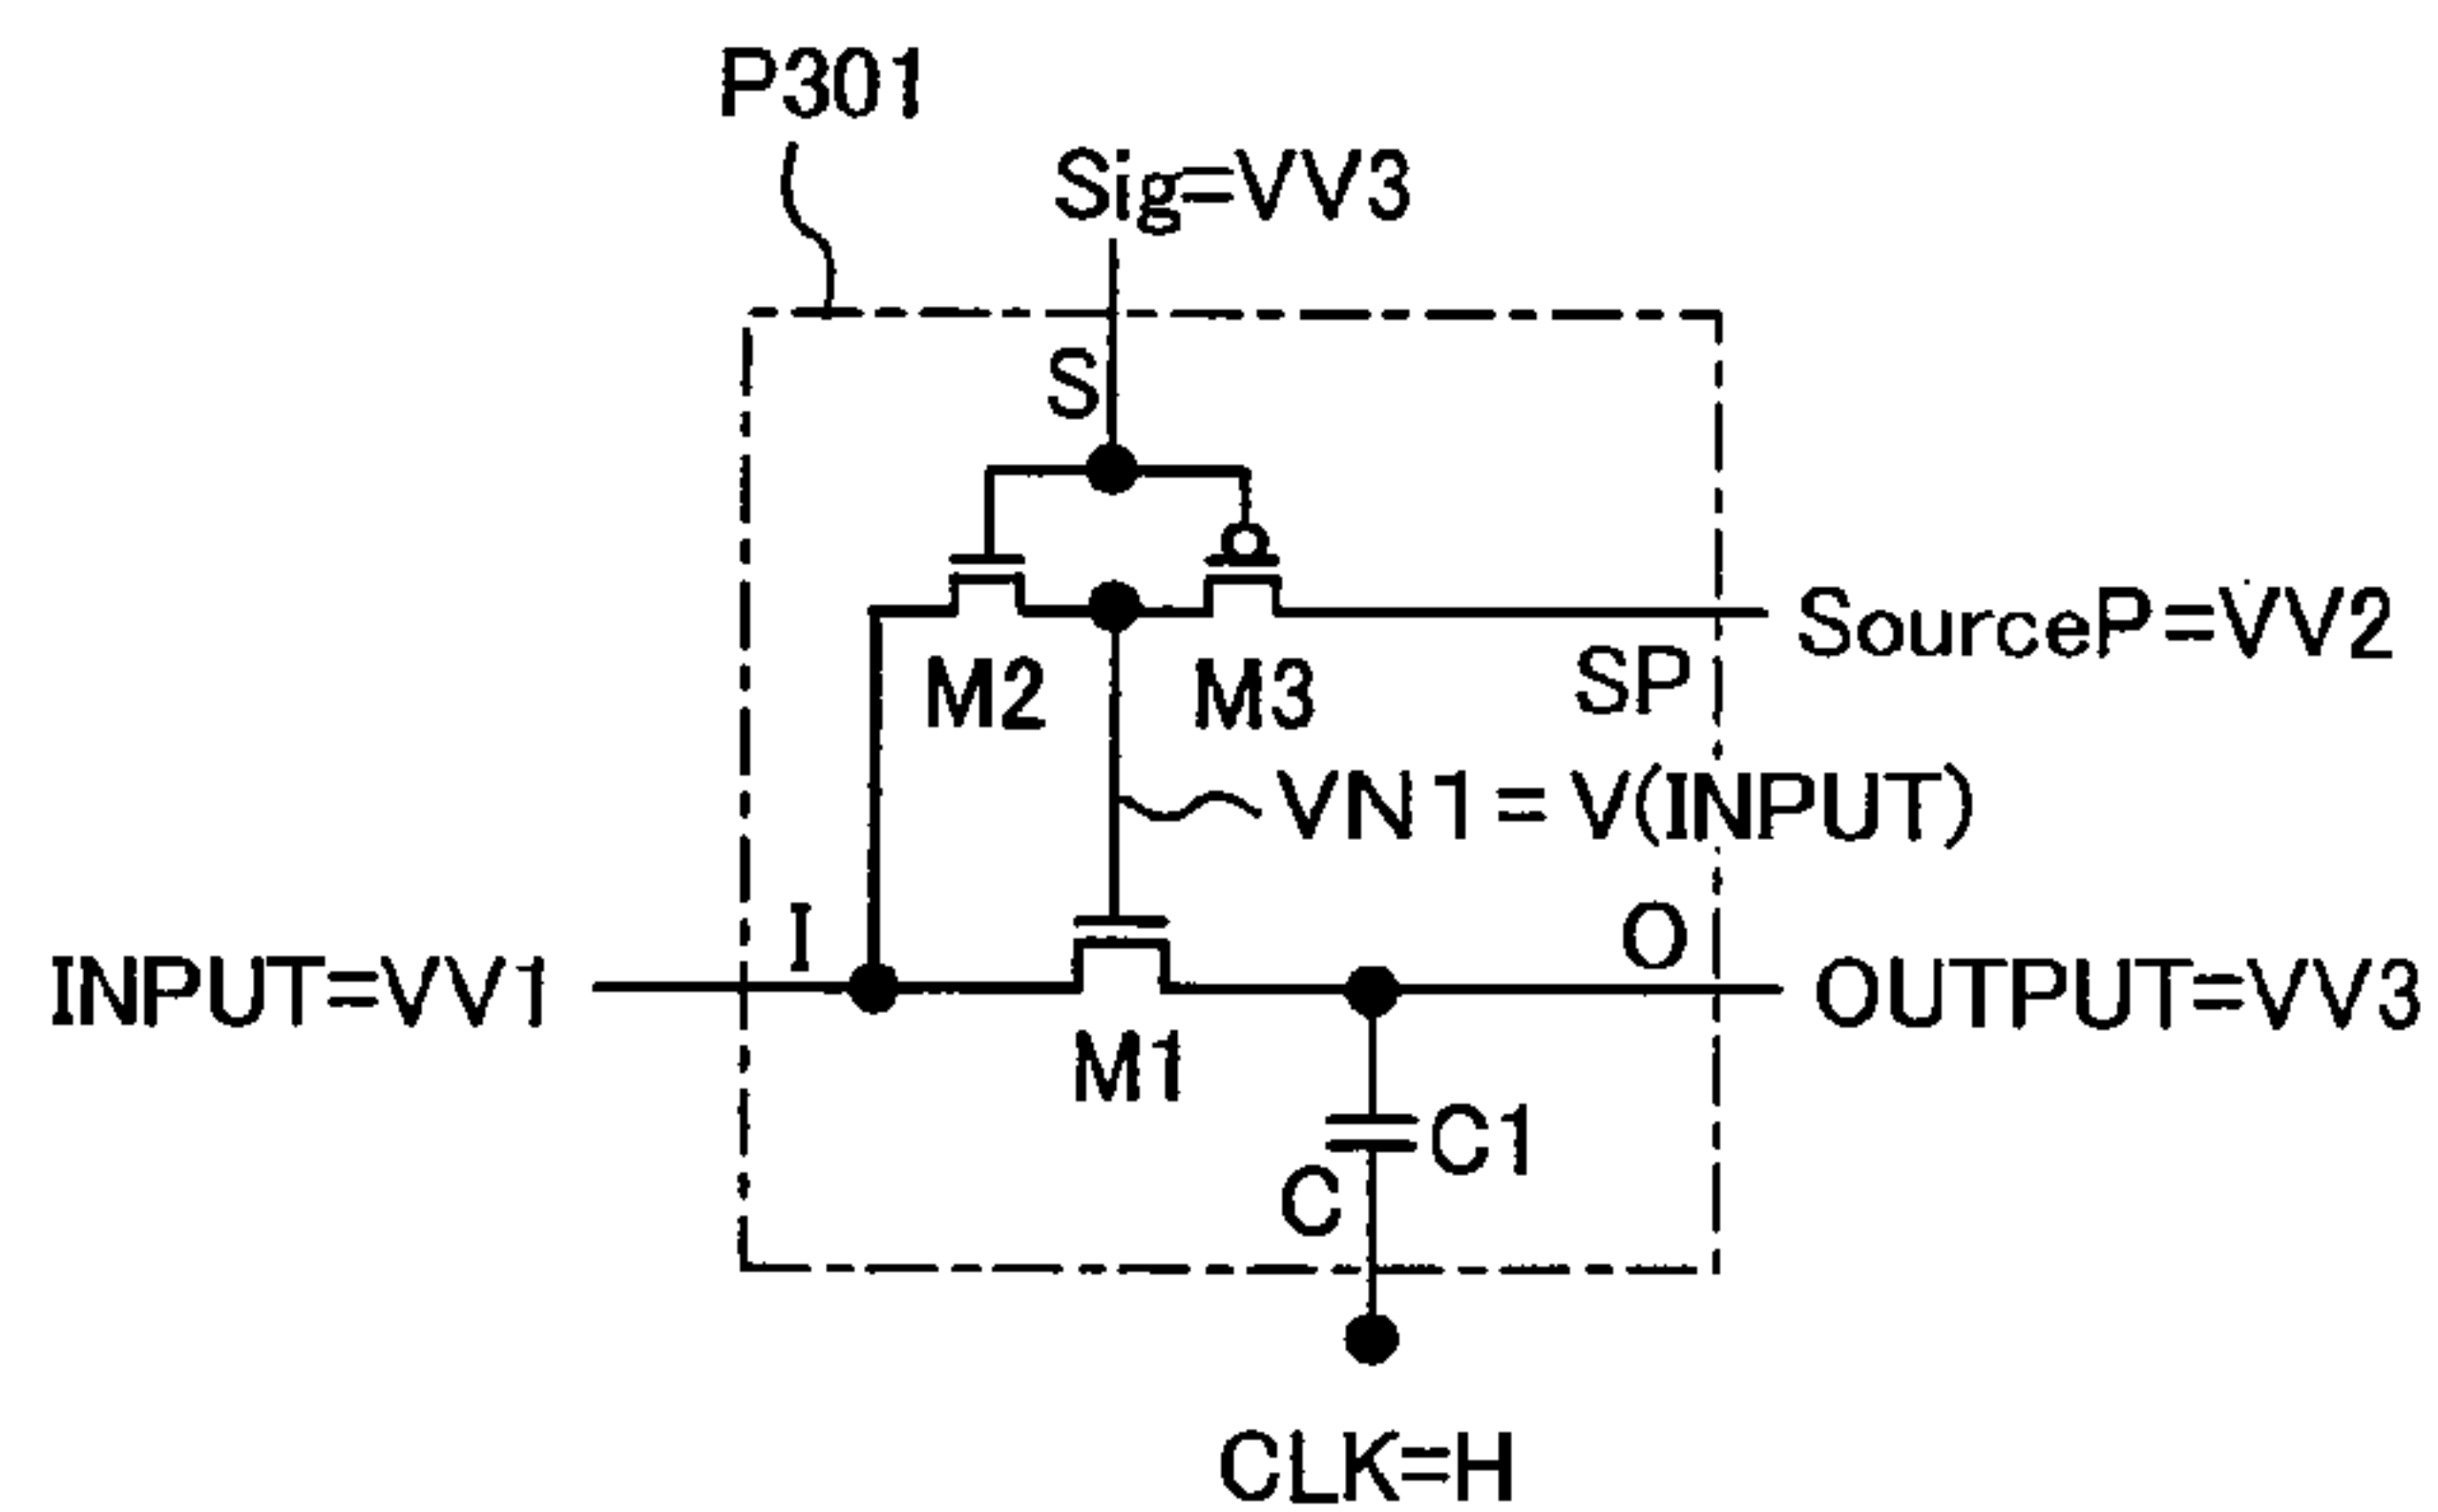 P301
Sig=VV3
S
SourceP=VV2
M2
M3
SP
VN1=V(INPUT)
I
O
INPUT=VV1
OUTPUT=VV3
M1
C1
C
CLK=H